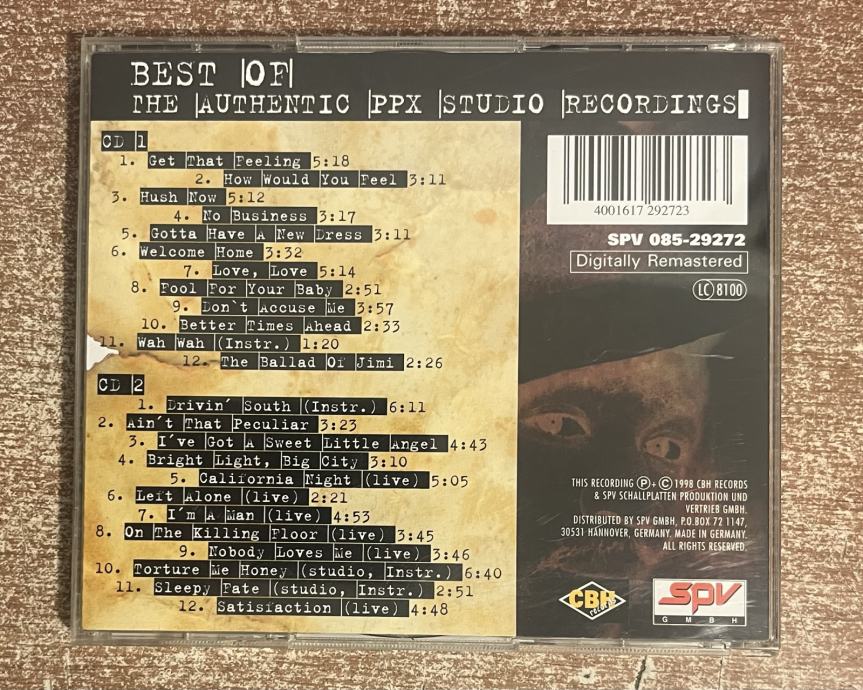 BEST OF
THE AUTHENTIC PPX STUDIO RECORDINGS
CD 1
1. Get That Feeling 5:18
2. How Would You Feel 3:11
3. Hush Now 5:12
4. No Business 3:17
5. Gotta Have A New Dress 3:11
6. Welcome Home 3:32
7. Love, Love 5:14
8. Fool For Your Baby 2:51
9. Don`t Accuse Me 3:57
10. Better Times Ahead 2:33
11. Wah Wah (Instr.) 1:20
12. The Ballad Of Jimi 2:26
CD 2
1. Drivin´ South (Instr.) 6:11
2. Ain´t That Peculiar 3:23
3. I´ve Got A Sweet Little Angel 4:43
4. Bright Light, Big City 3:10
5. California Night (live) 5:05
6. Left Alone (live) 2:21
7. I´m A Man (live) 4:53
8. On The Killing Floor (live) 3:45
9. Nobody Loves Me (live) 3:46
10. Torture Me Honey (studio, Instr.) 6:40
11. Sleepy Fate (studio, Instr.) 2:51
12. Satisfaction (live) 4:48
4001617 292723
SPV 085-29272
Digitally Remastered
LC 8100
THIS RECORDING Ⓟ+Ⓒ 1998 CBH RECORDS
& SPV SCHALLPLATTEN PRODUKTION UND
VERTRIEB GMBH.
DISTRIBUTED BY SPV GMBH, P.O.BOX 72 1147,
30531 HANNOVER, GERMANY. MADE IN GERMANY.
ALL RIGHTS RESERVED.
CBH
records
SPV
GMBH